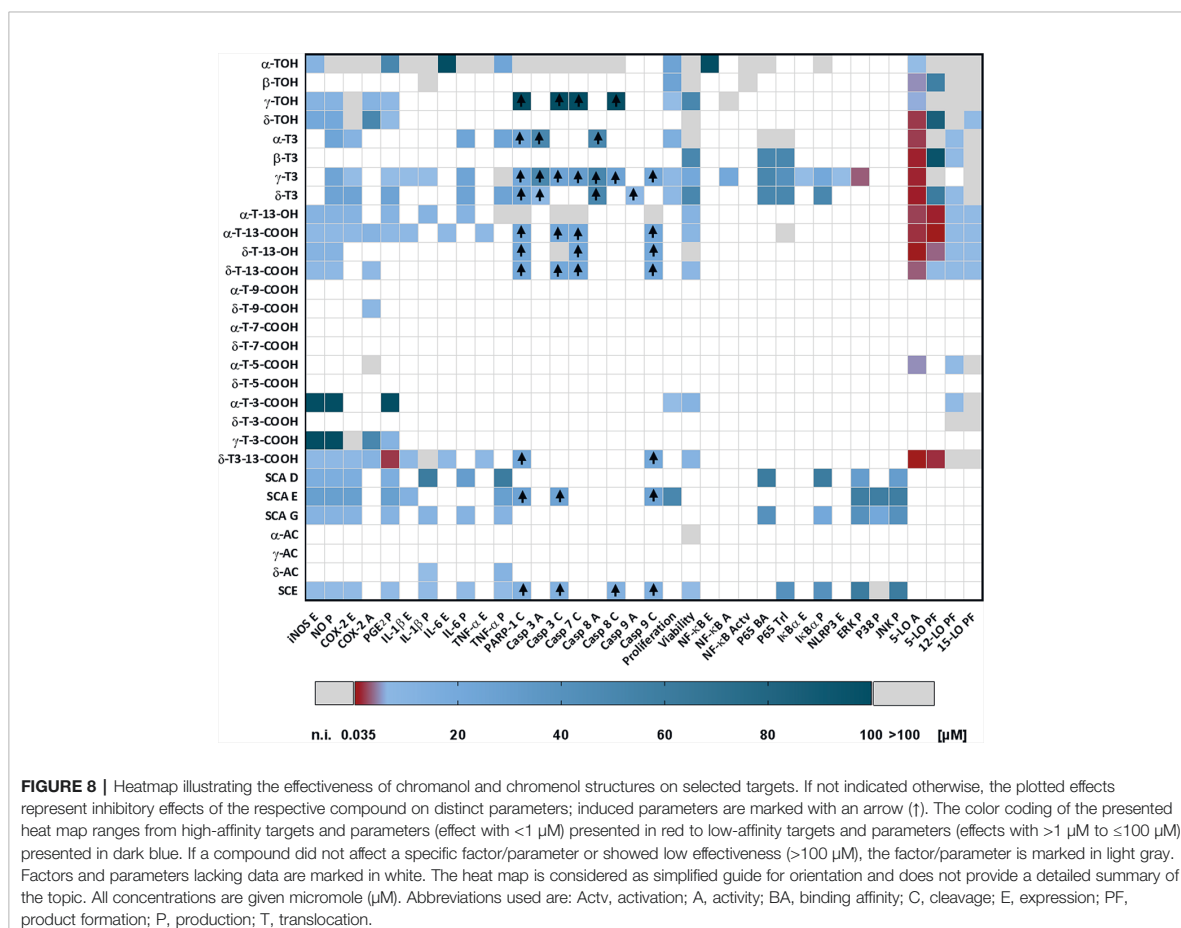 α-TOH
β-TOH
γ-TOH
δ-TOH
α-T3
β-T3
γ-T3
δ-T3
α-T-13-OH
α-T-13-COOH
δ-T-13-OH
δ-T-13-COOH
α-T-9-COOH
δ-T-9-COOH
α-T-7-COOH
δ-T-7-COOH
α-T-5-COOH
δ-T-5-COOH
α-T-3-COOH
δ-T-3-COOH
γ-T-3-COOH
δ-T3-13-COOH
SCA D
SCA E
SCA G
α-AC
γ-AC
δ-AC
SCE
iNOS E
NO P
COX-2 E
COX-2 A
PGE₂ P
IL-1β E
IL-1β P
IL-6 E
IL-6 P
TNF-α E
TNF-α P
PARP-1 C
Casp 3 A
Casp 3 C
Casp 7 C
Casp 8 A
Casp 8 C
Casp 9 A
Casp 9 C
Proliferation
Viability
NF-κB E
NF-κB A
NF-κB Actv
P65 BA
P65 Trl
IκBα E
IκBα P
NLRP3 E
ERK P
P38 P
JNK P
5-LO A
5-LO PF
12-LO PF
15-LO PF
n.i. 0.035 20 40 60 80 100 >100 [µM]
FIGURE 8 | Heatmap illustrating the effectiveness of chromanol and chromenol structures on selected targets. If not indicated otherwise, the plotted effects
represent inhibitory effects of the respective compound on distinct parameters; induced parameters are marked with an arrow (↑). The color coding of the presented
heat map ranges from high-affinity targets and parameters (effect with <1 µM) presented in red to low-affinity targets and parameters (effects with >1 µM to ≤100 µM)
presented in dark blue. If a compound did not affect a specific factor/parameter or showed low effectiveness (>100 µM), the factor/parameter is marked in light gray.
Factors and parameters lacking data are marked in white. The heat map is considered as simplified guide for orientation and does not provide a detailed summary of
the topic. All concentrations are given micromole (µM). Abbreviations used are: Actv, activation; A, activity; BA, binding affinity; C, cleavage; E, expression; PF,
product formation; P, production; T, translocation.